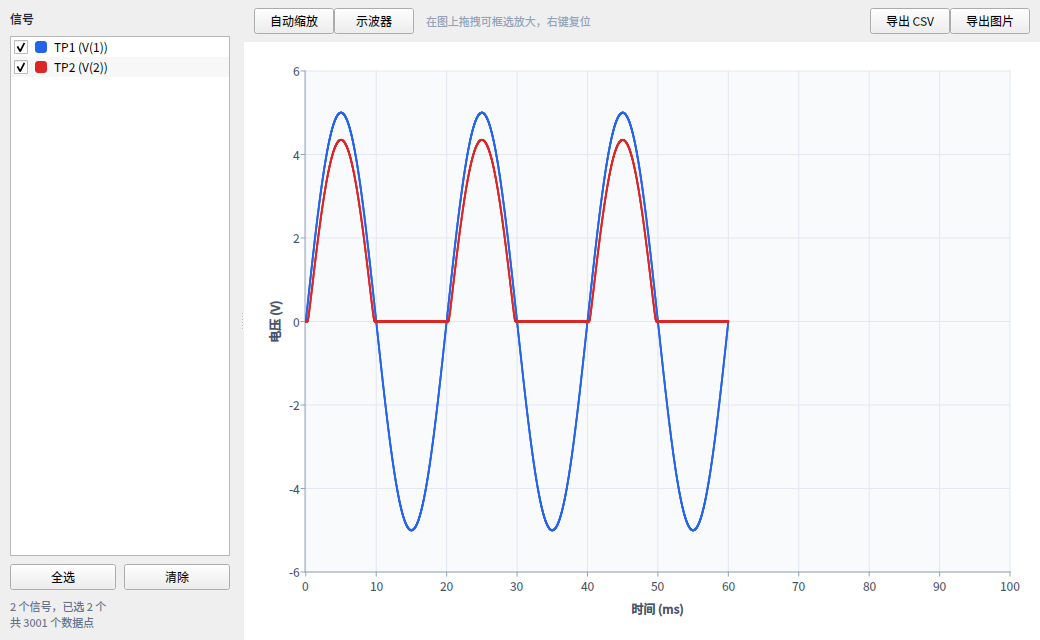 信号
TP1 (V(1))
TP2 (V(2))
全选
清除
2 个信号，已选 2 个
共 3001 个数据点
自动缩放
示波器
在图上拖拽可框选放大，右键复位
导出 CSV
导出图片
6
4
2
0
-2
-4
-6
电压 (V)
0 10 20 30 40 50 60 70 80 90 100
时间 (ms)